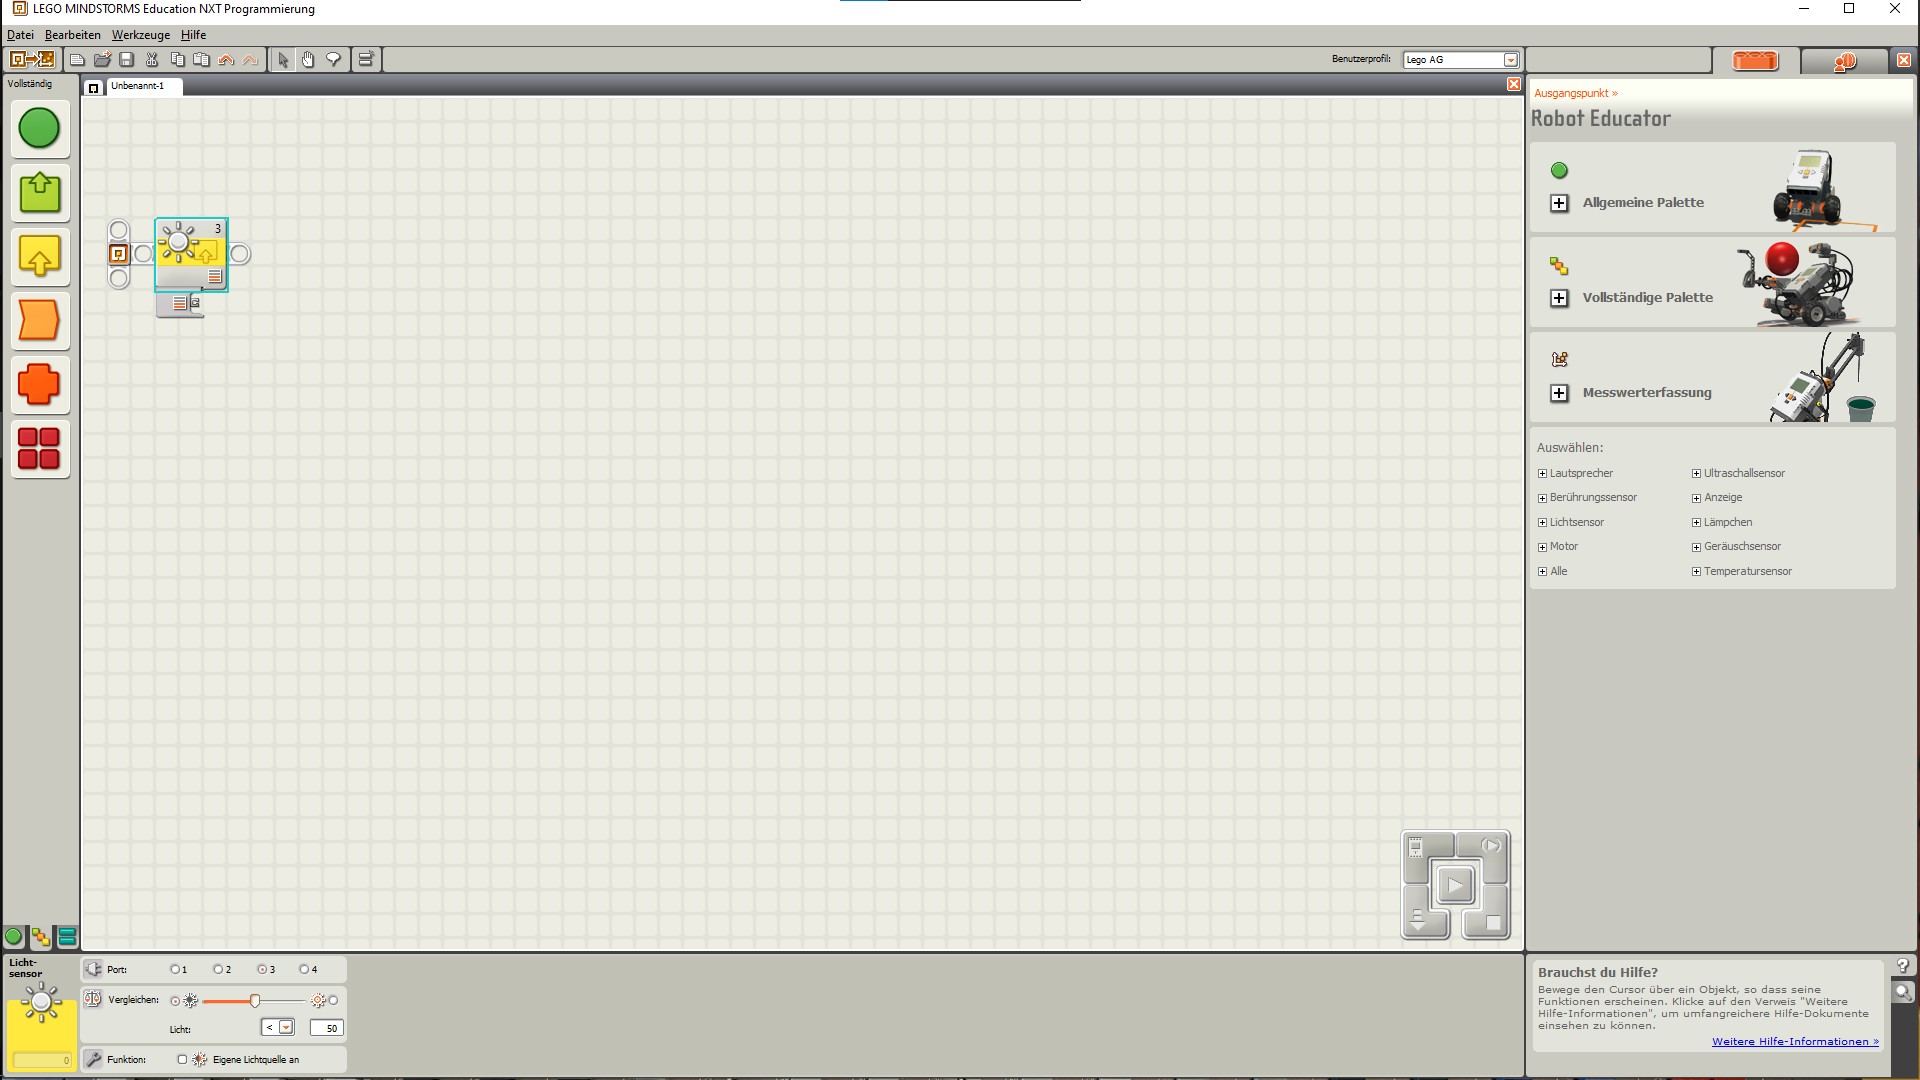 LEGO MINDSTORMS Education NXT Programmierung
Datei Bearbeiten Werkzeuge Hilfe
Benutzerprofil: Lego AG
Vollständig
Unbenannt-1
3
Ausgangspunkt »
Robot Educator
Allgemeine Palette
Vollständige Palette
Messwerterfassung
Auswählen:
Lautsprecher Ultraschallsensor
Berührungssensor Anzeige
Lichtsensor Lämpchen
Motor Geräuschsensor
Alle Temperatursensor
Licht-
sensor
0
Port: 1 2 3 4
Vergleichen:
Licht: < 50
Funktion: Eigene Lichtquelle an
Brauchst du Hilfe?
Bewege den Cursor über ein Objekt, so dass seine
Funktionen erscheinen. Klicke auf den Verweis "Weitere
Hilfe-Informationen", um umfangreichere Hilfe-Dokumente
einsehen zu können.
Weitere Hilfe-Informationen »
?